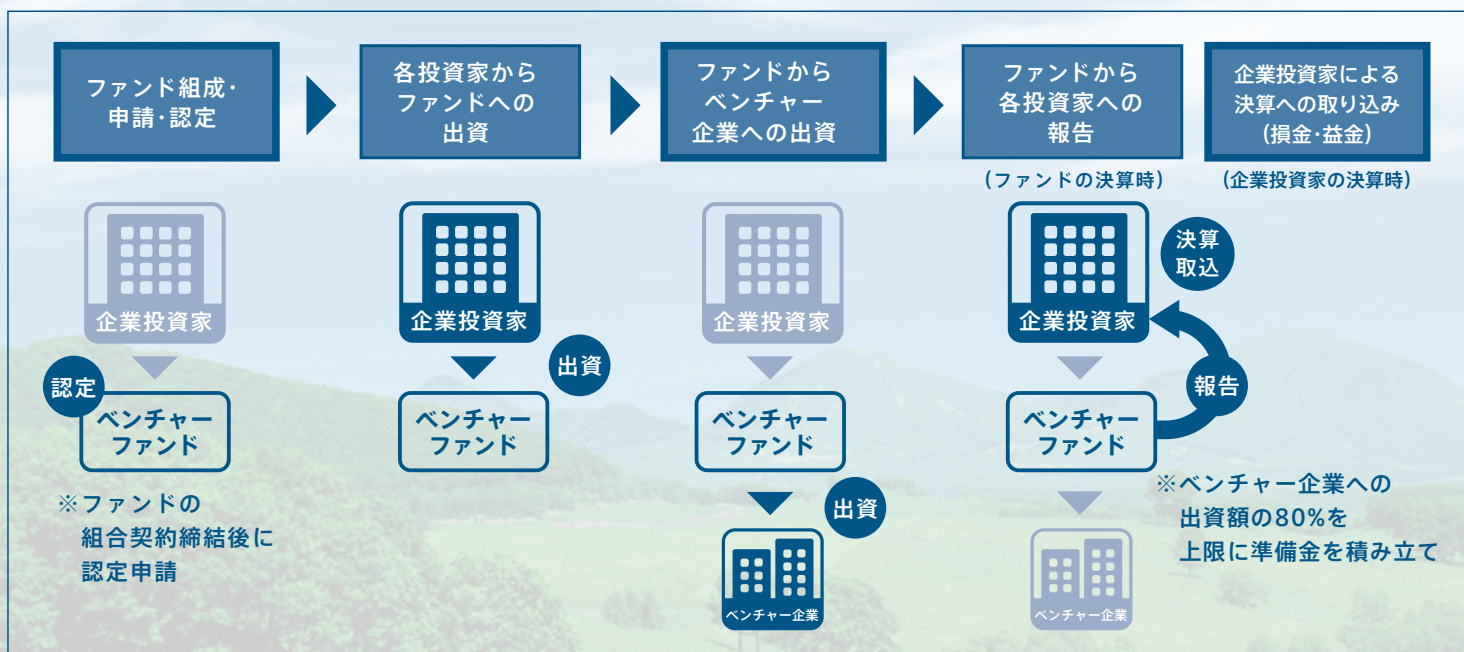 ファンド組成・
申請・認定
各投資家から
ファンドへの
出資
ファンドから
ベンチャー
企業への出資
ファンドから
各投資家への
報告
(ファンドの決算時)
企業投資家による
決算への取り込み
(損金・益金)
(企業投資家の決算時)
企業投資家
認定
ベンチャー
ファンド
※ファンドの
組合契約締結後に
認定申請
企業投資家
出資
ベンチャー
ファンド
企業投資家
ベンチャー
ファンド
出資
ベンチャー企業
企業投資家
決算
取込
報告
ベンチャー
ファンド
ベンチャー企業
※ベンチャー企業への
出資額の80%を
上限に準備金を積み立て